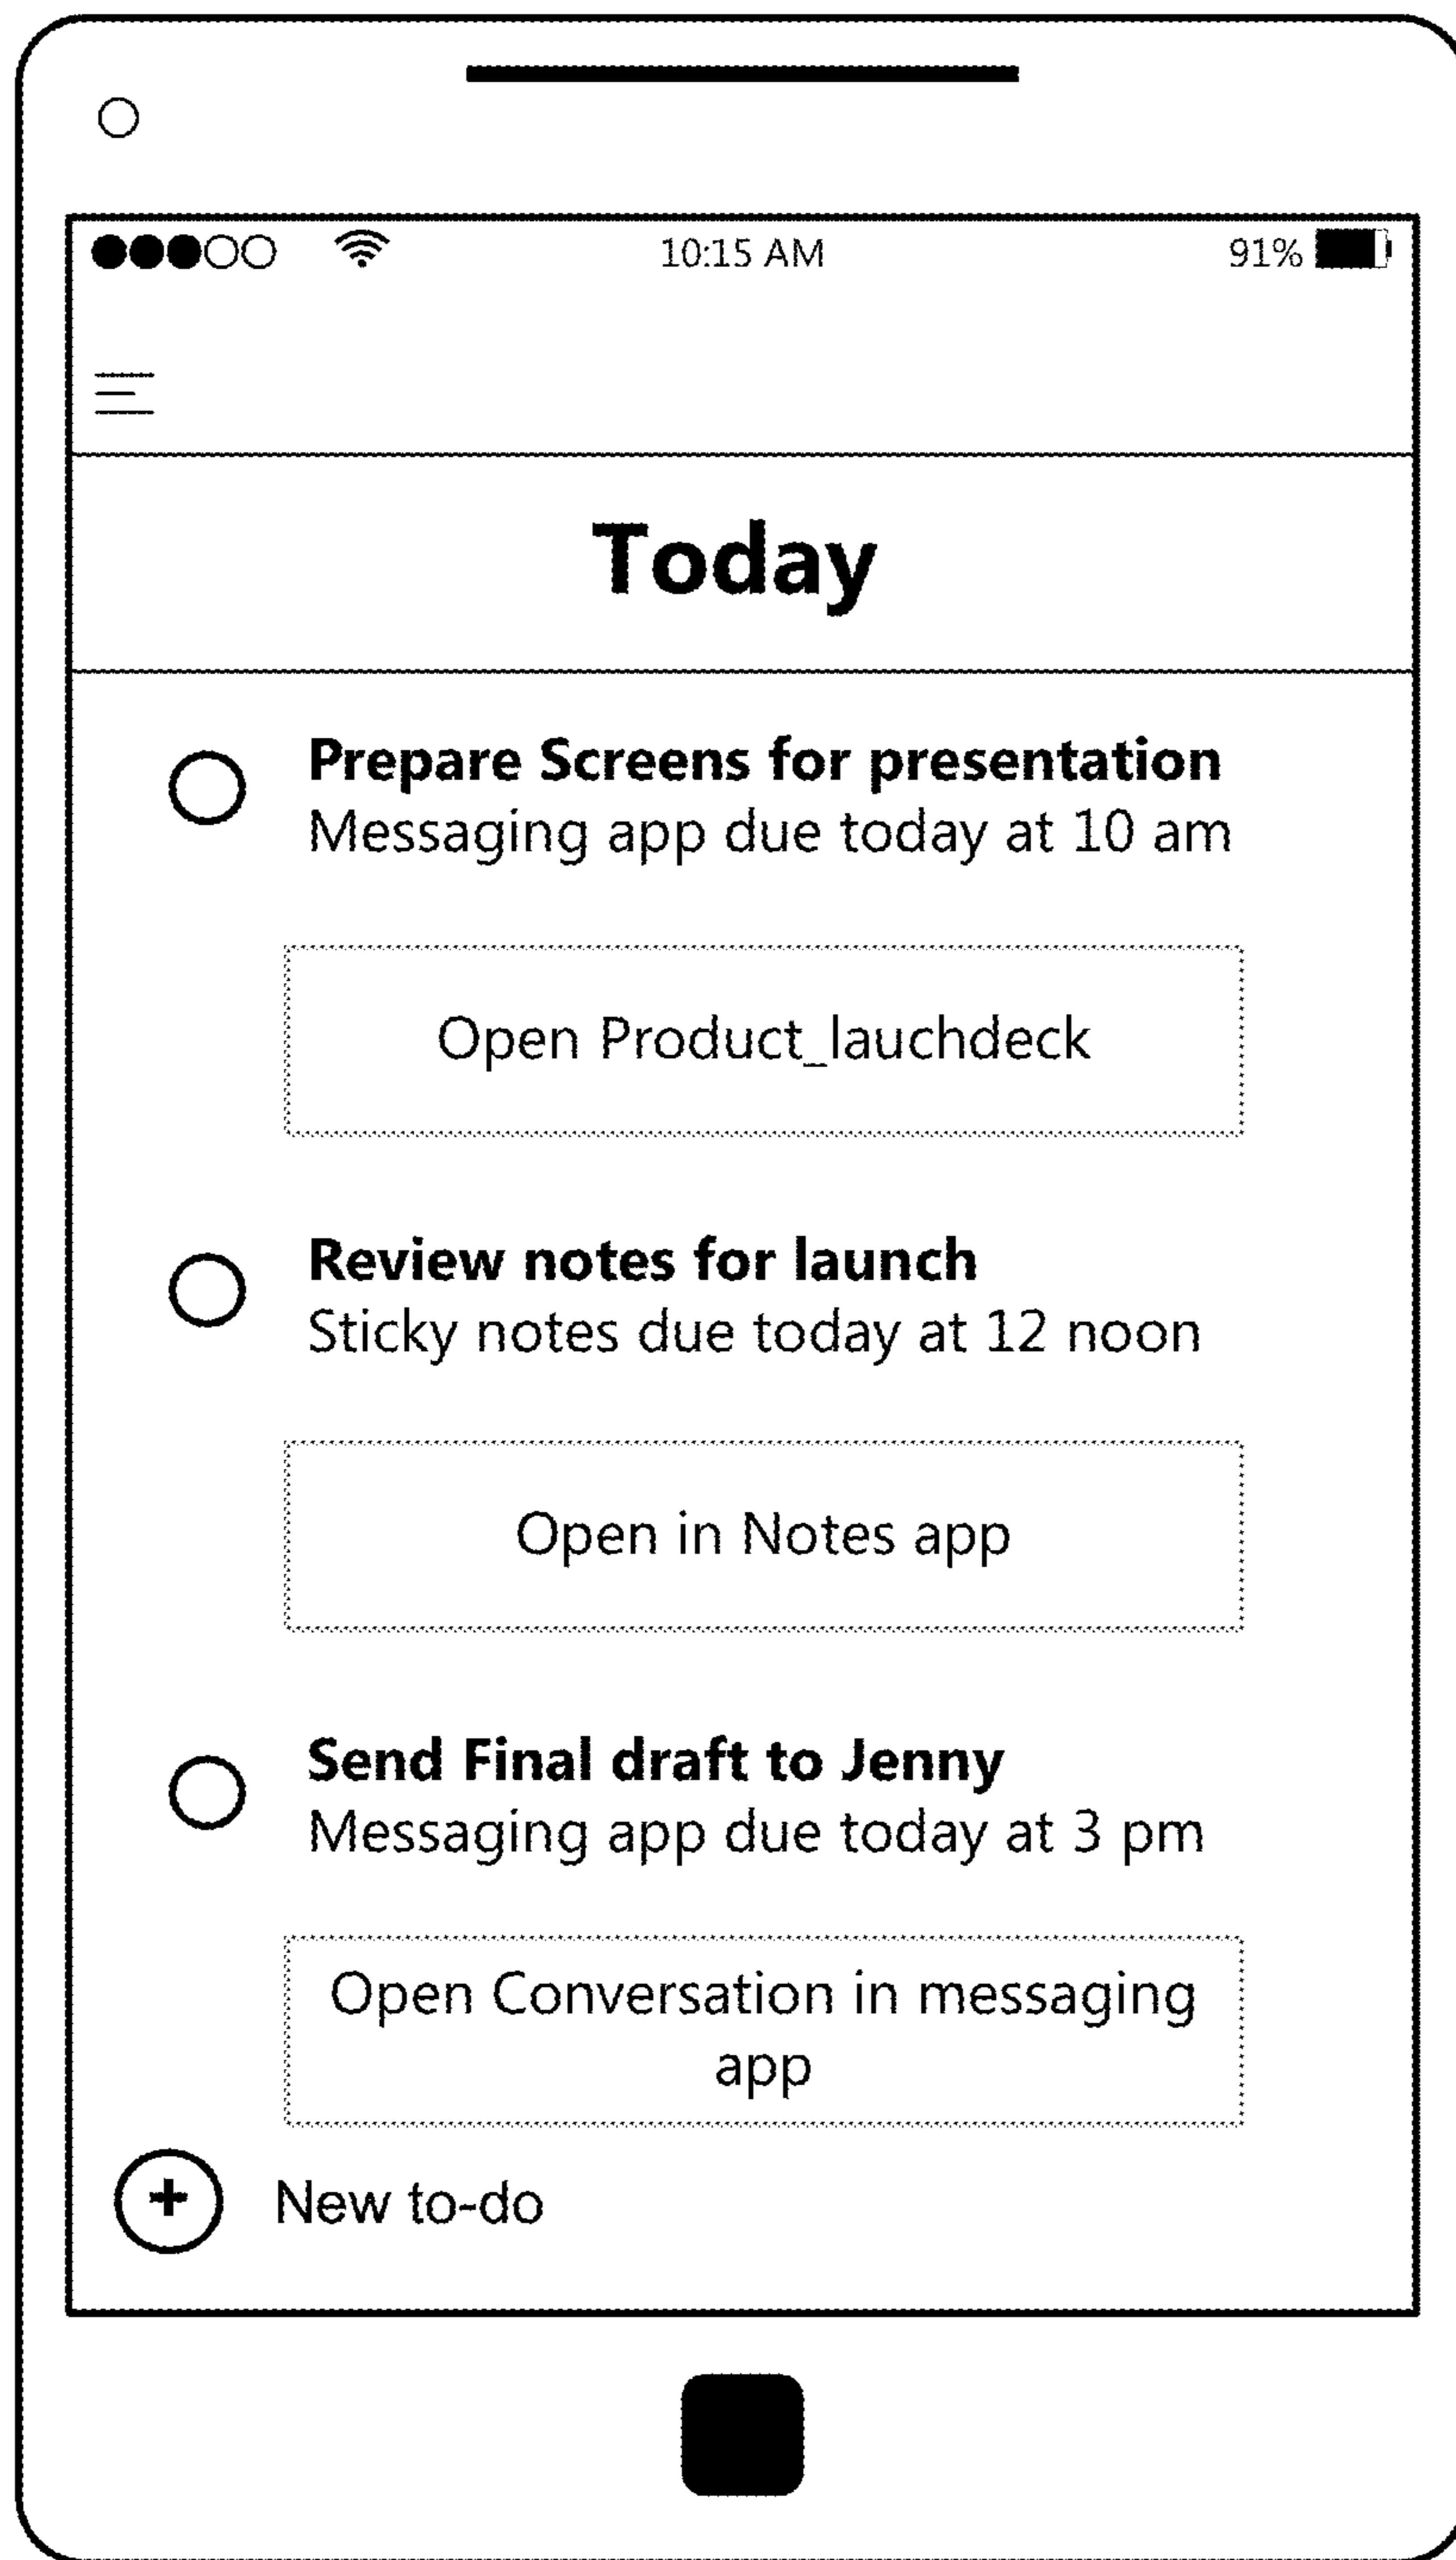 10:15 AM 91%
Today
Prepare Screens for presentation
Messaging app due today at 10 am
Open Product_lauchdeck
Review notes for launch
Sticky notes due today at 12 noon
Open in Notes app
Send Final draft to Jenny
Messaging app due today at 3 pm
Open Conversation in messaging
app
+ New to-do